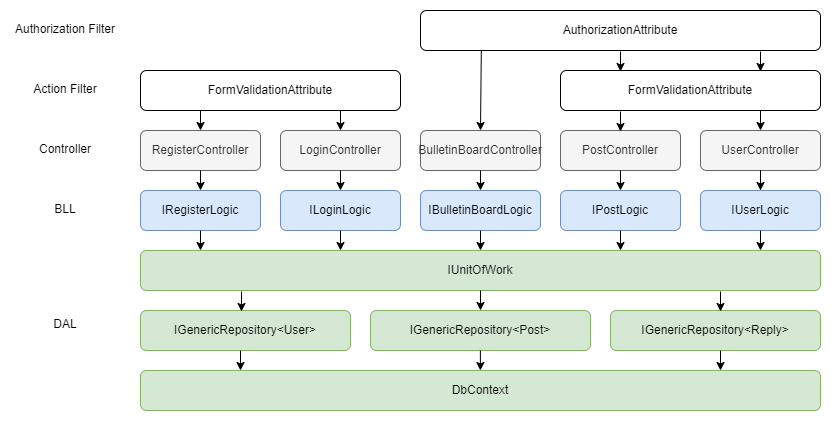 Authorization Filter
AuthorizationAttribute
Action Filter
FormValidationAttribute
FormValidationAttribute
Controller
RegisterController
LoginController
BulletinBoardController
PostController
UserController
BLL
IRegisterLogic
ILoginLogic
IBulletinBoardLogic
IPostLogic
IUserLogic
IUnitOfWork
DAL
IGenericRepository<User>
IGenericRepository<Post>
IGenericRepository<Reply>
DbContext